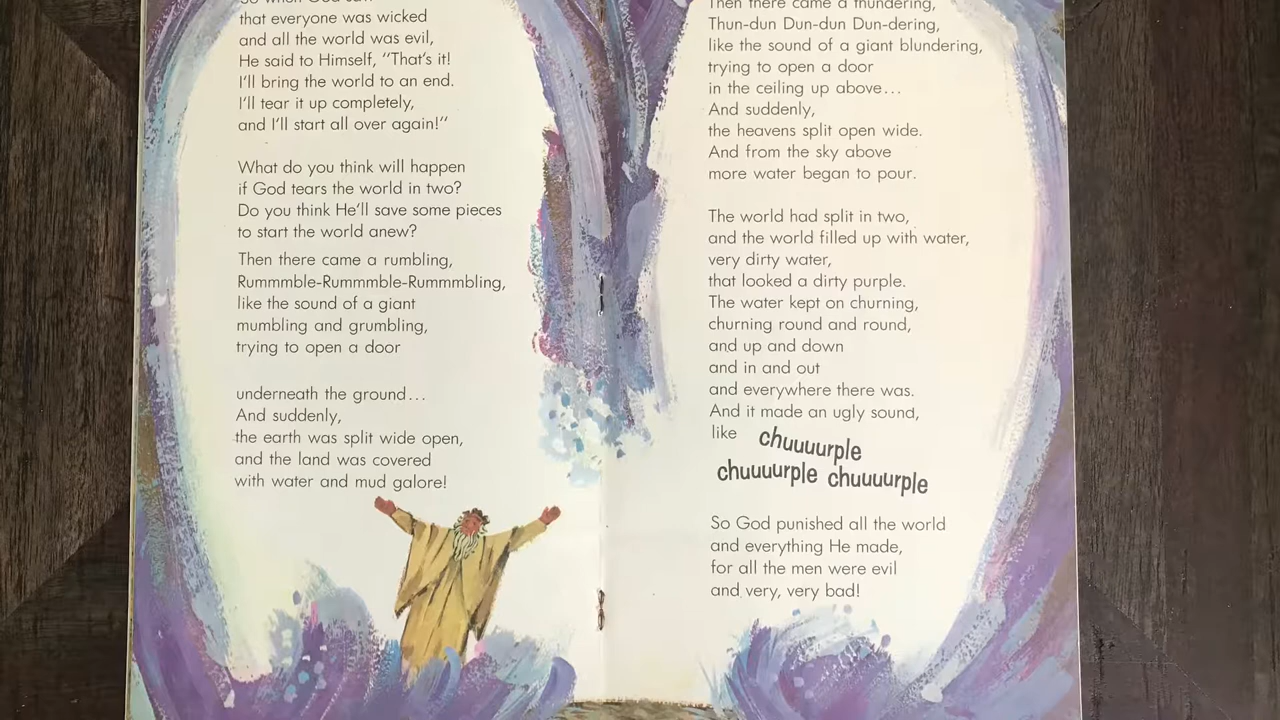 So when God saw
that everyone was wicked
and all the world was evil,
He said to Himself, “That’s it!
I’ll bring the world to an end.
I’ll tear it up completely,
and I’ll start all over again!”
What do you think will happen
if God tears the world in two?
Do you think He’ll save some pieces
to start the world anew?
Then there came a rumbling,
Rummmble-Rummmble-Rummmbling,
like the sound of a giant
mumbling and grumbling,
trying to open a door
underneath the ground...
And suddenly,
the earth was split wide open,
and the land was covered
with water and mud galore!
Then there came a thundering,
Thun-dun Dun-dun Dun-dering,
like the sound of a giant blundering,
trying to open a door
in the ceiling up above...
And suddenly,
the heavens split open wide.
And from the sky above
more water began to pour.
The world had split in two,
and the world filled up with water,
very dirty water,
that looked a dirty purple.
The water kept on churning,
churning round and round,
and up and down
and in and out
and everywhere there was.
And it made an ugly sound,
like chuuuurple
chuuuurple chuuuurple
So God punished all the world
and everything He made,
for all the men were evil
and very, very bad!